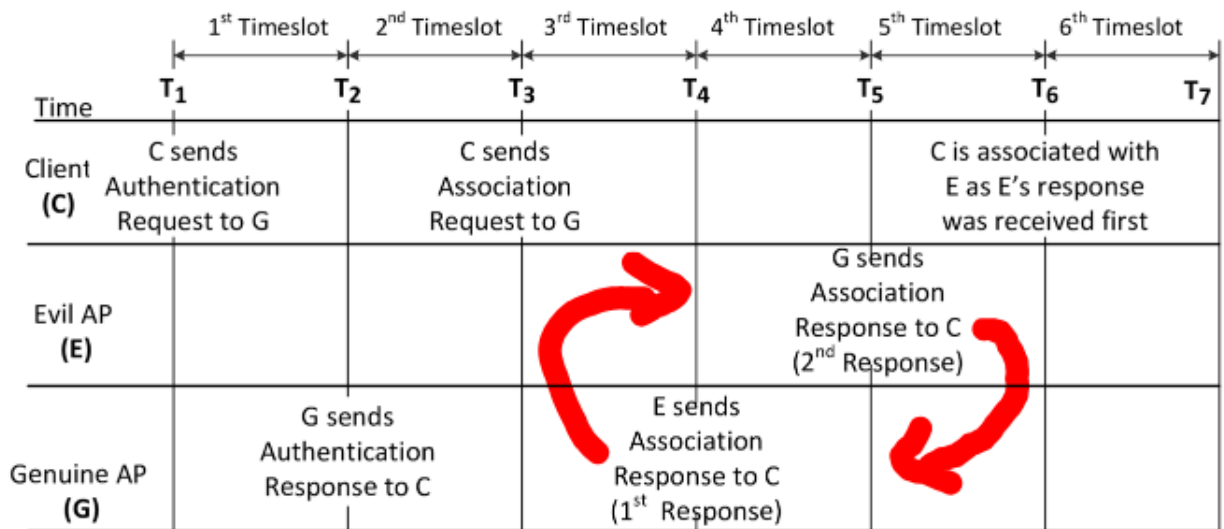 1st Timeslot 2nd Timeslot 3rd Timeslot 4th Timeslot 5th Timeslot 6th Timeslot
Time T1 T2 T3 T4 T5 T6 T7
Client
(C)
C sends
Authentication
Request to G
C sends
Association
Request to G
C is associated with
E as E's response
was received first
Evil AP
(E)
G sends
Association
Response to C
(2nd Response)
Genuine AP
(G)
G sends
Authentication
Response to C
E sends
Association
Response to C
(1st Response)